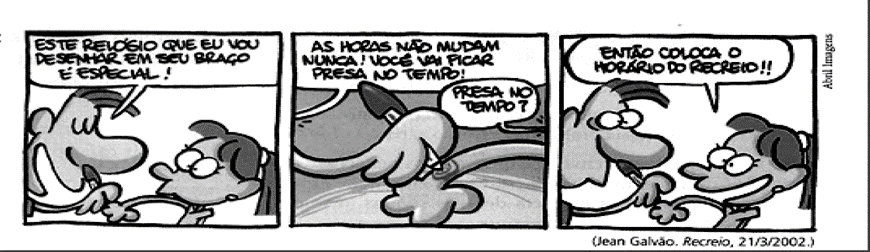 ESTE RELÓGIO QUE EU VOU
DESENHAR EM SEU BRAÇO
É ESPECIAL!
AS HORAS NÃO MUDAM
NUNCA! VOCÊ VAI FICAR
PRESA NO TEMPO!
PRESA NO
TEMPO?
ENTÃO COLOCA O
HORÁRIO DO RECREIO!!
Abril Imagens
(Jean Galvão. Recreio, 21/3/2002.)